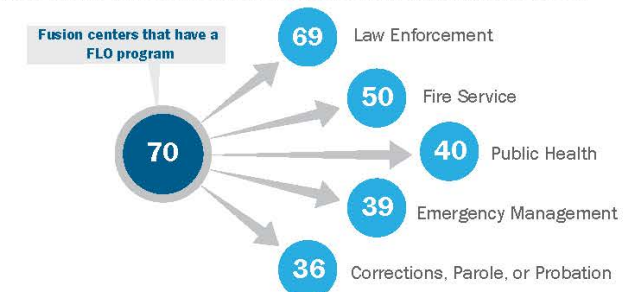 Fusion centers that have a
FLO program
70
69 Law Enforcement
50 Fire Service
40 Public Health
39 Emergency Management
36 Corrections, Parole, or Probation